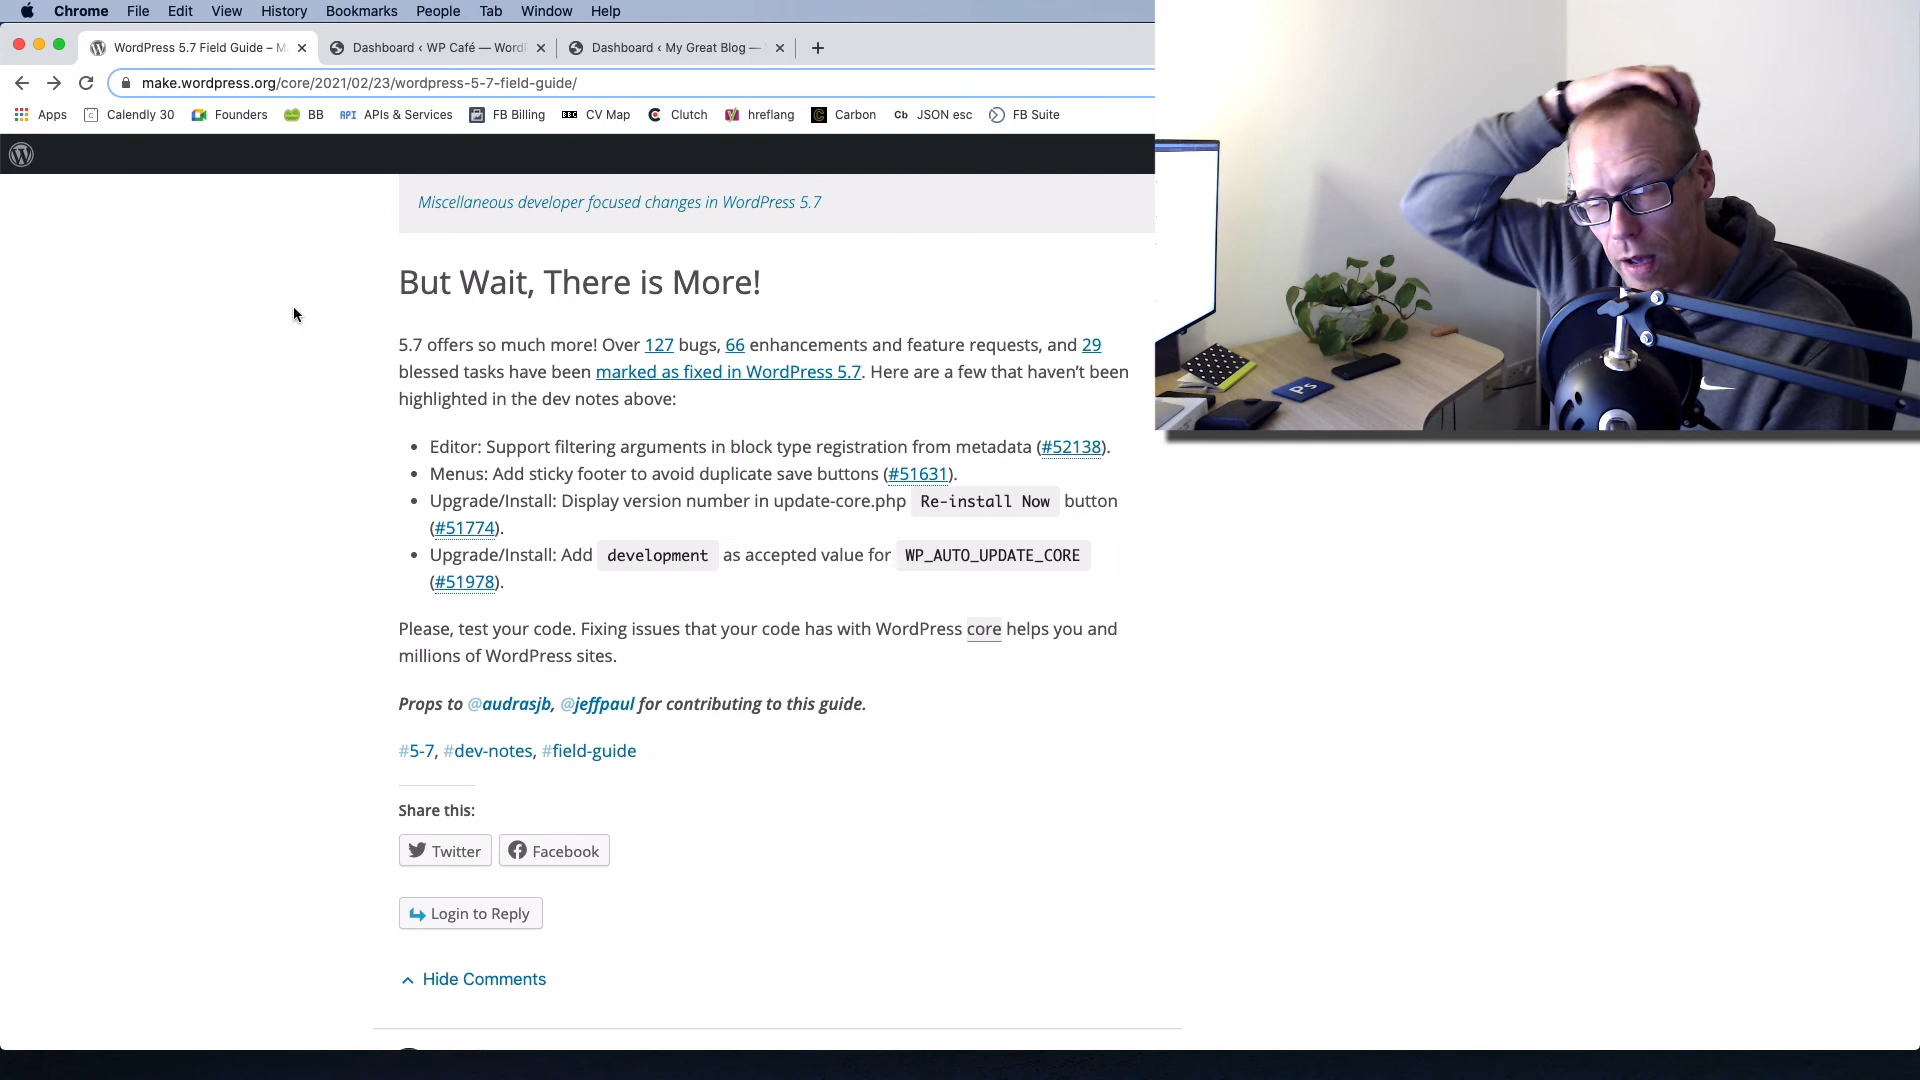 Chrome File Edit View History Bookmarks People Tab Window Help
WordPress 5.7 Field Guide – M
Dashboard ‹ WP Café — Word
Dashboard ‹ My Great Blog —
make.wordpress.org/core/2021/02/23/wordpress-5-7-field-guide/
Apps Calendly 30 Founders BB API APIs & Services FB Billing BBC CV Map Clutch hreflang Carbon Cb JSON esc FB Suite
Miscellaneous developer focused changes in WordPress 5.7
But Wait, There is More!
5.7 offers so much more! Over 127 bugs, 66 enhancements and feature requests, and 29
blessed tasks have been marked as fixed in WordPress 5.7. Here are a few that haven’t been
highlighted in the dev notes above:
• Editor: Support filtering arguments in block type registration from metadata (#52138).
• Menus: Add sticky footer to avoid duplicate save buttons (#51631).
• Upgrade/Install: Display version number in update-core.php Re-install Now button
(#51774).
• Upgrade/Install: Add development as accepted value for WP_AUTO_UPDATE_CORE
(#51978).
Please, test your code. Fixing issues that your code has with WordPress core helps you and
millions of WordPress sites.
Props to @audrasjb, @jeffpaul for contributing to this guide.
#5-7, #dev-notes, #field-guide
Share this:
Twitter Facebook
Login to Reply
Hide Comments
Ps